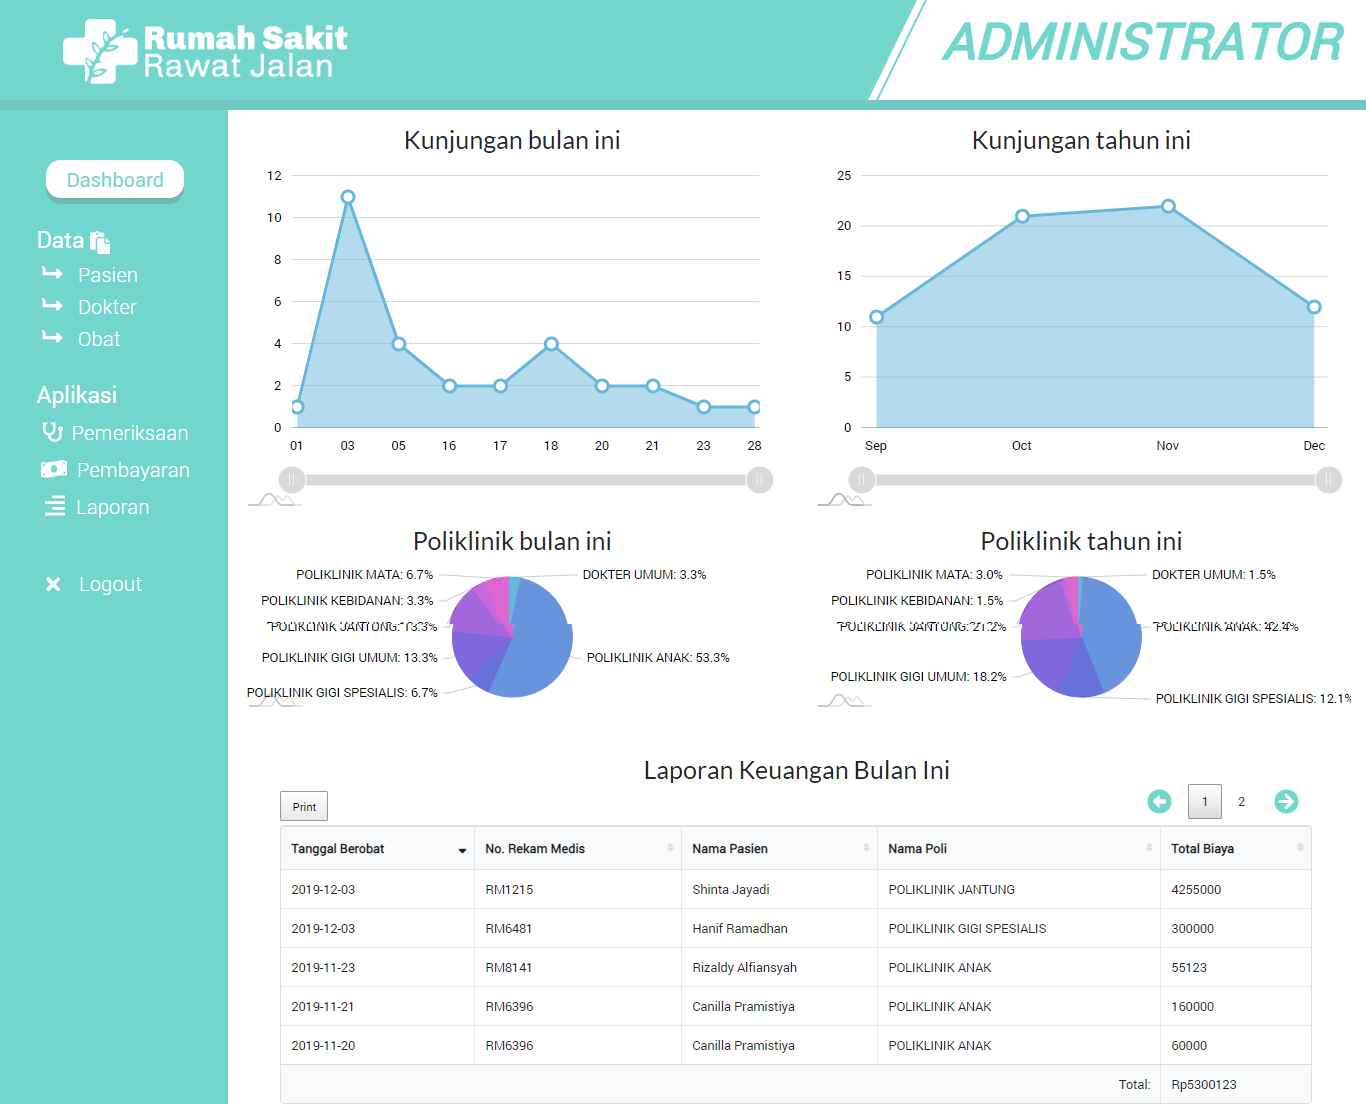 Rumah Sakit
Rawat Jalan
ADMINISTRATOR
Dashboard
Data
Pasien
Dokter
Obat
Aplikasi
Pemeriksaan
Pembayaran
Laporan
Logout
Kunjungan bulan ini
12
10
8
6
4
2
0
01 03 05 16 17 18 20 21 23 28
Kunjungan tahun ini
25
20
15
10
5
0
Sep Oct Nov Dec
Poliklinik bulan ini
POLIKLINIK MATA: 6.7%
DOKTER UMUM: 3.3%
POLIKLINIK KEBIDANAN: 3.3%
POLIKLINIK JANTUNG: 13.3%
POLIKLINIK GIGI UMUM: 13.3%
POLIKLINIK ANAK: 53.3%
POLIKLINIK GIGI SPESIALIS: 6.7%
Poliklinik tahun ini
POLIKLINIK MATA: 3.0%
DOKTER UMUM: 1.5%
POLIKLINIK KEBIDANAN: 1.5%
POLIKLINIK JANTUNG: 21.2%
POLIKLINIK ANAK: 42.4%
POLIKLINIK GIGI UMUM: 18.2%
POLIKLINIK GIGI SPESIALIS: 12.1%
Laporan Keuangan Bulan Ini
Print
1 2
Tanggal Berobat No. Rekam Medis Nama Pasien Nama Poli Total Biaya
2019-12-03 RM1215 Shinta Jayadi POLIKLINIK JANTUNG 4255000
2019-12-03 RM6481 Hanif Ramadhan POLIKLINIK GIGI SPESIALIS 300000
2019-11-23 RM8141 Rizaldy Alfiansyah POLIKLINIK ANAK 55123
2019-11-21 RM6396 Canilla Pramistiya POLIKLINIK ANAK 160000
2019-11-20 RM6396 Canilla Pramistiya POLIKLINIK ANAK 60000
Total: Rp5300123